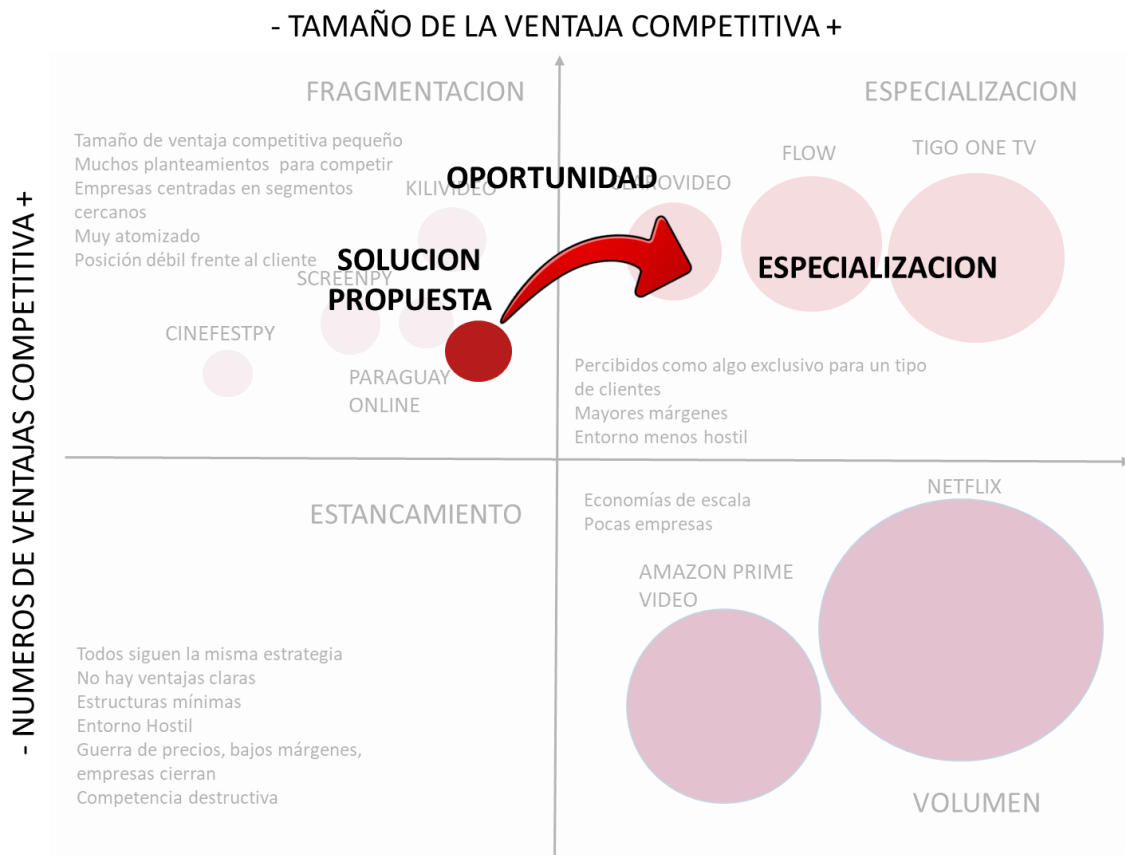 - TAMAÑO DE LA VENTAJA COMPETITIVA +
- NUMEROS DE VENTAJAS COMPETITIVA +
FRAGMENTACION
Tamaño de ventaja competitiva pequeño
Muchos planteamientos para competir
Empresas centradas en segmentos
cercanos
Muy atomizado
Posición débil frente al cliente
KILIVIDEO
SCREENPY
CINEFESTPY
PARAGUAY
ONLINE
OPORTUNIDAD
SOLUCION
PROPUESTA
ESPECIALIZACION
CLAROVIDEO
FLOW
TIGO ONE TV
ESPECIALIZACION
Percibidos como algo exclusivo para un tipo
de clientes
Mayores márgenes
Entorno menos hostil
ESTANCAMIENTO
Todos siguen la misma estrategia
No hay ventajas claras
Estructuras mínimas
Entorno Hostil
Guerra de precios, bajos márgenes,
empresas cierran
Competencia destructiva
Economías de escala
Pocas empresas
NETFLIX
AMAZON PRIME
VIDEO
VOLUMEN